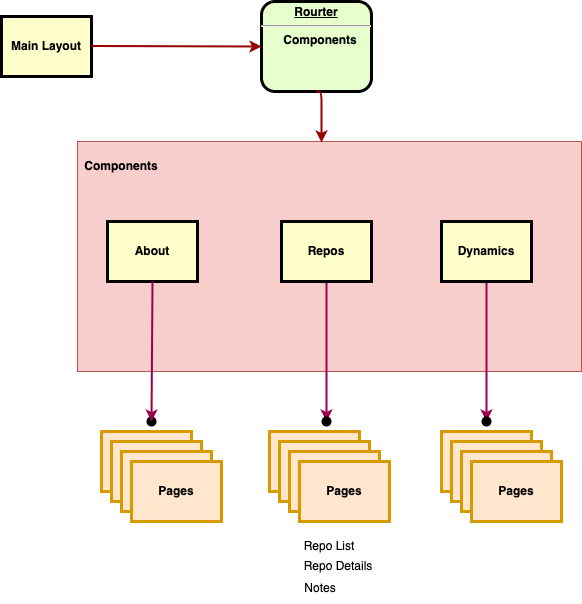 Rourter
Main Layout
Components
Components
About
Repos
Dynamics
Pages
Pages
Pages
Repo List
Repo Details
Notes